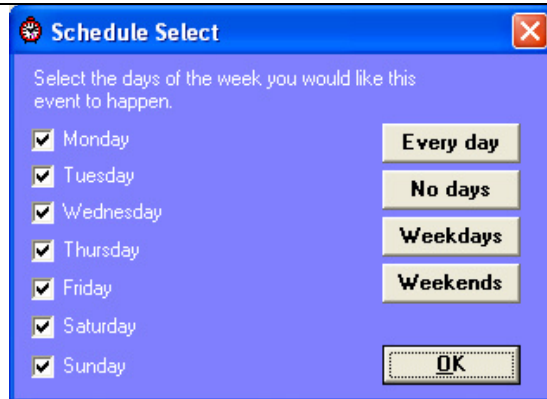 Schedule Select
Select the days of the week you would like this
event to happen.
Monday
Tuesday
Wednesday
Thursday
Friday
Saturday
Sunday
Every day
No days
Weekdays
Weekends
OK